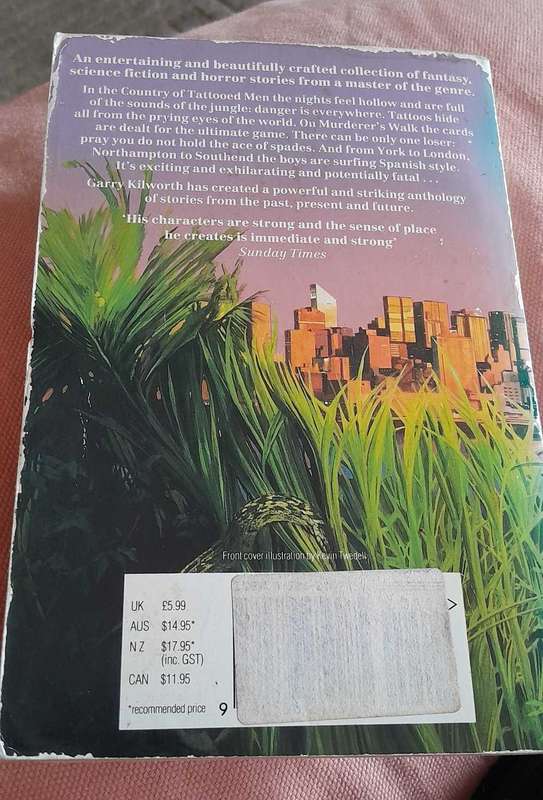 An entertaining and beautifully crafted collection of fantasy,
science fiction and horror stories from a master of the genre.
In the Country of Tattooed Men the nights feel hollow and are full
of the sounds of the jungle: danger is everywhere. Tattoos hide
all from the prying eyes of the world. On Murderer's Walk the cards
are dealt for the ultimate game. There can be only one loser:
pray you do not hold the ace of spades. And from York to London,
Northampton to Southend the boys are surfing Spanish style.
It's exciting and exhilarating and potentially fatal . . .
Garry Kilworth has created a powerful and striking anthology
of stories from the past, present and future.
'His characters are strong and the sense of place
he creates is immediate and strong'
Sunday Times
Front cover illustration by Kevin Tweddell
UK £5.99
AUS $14.95*
NZ $17.95*
(inc. GST)
CAN $11.95
*recommended price 9 >